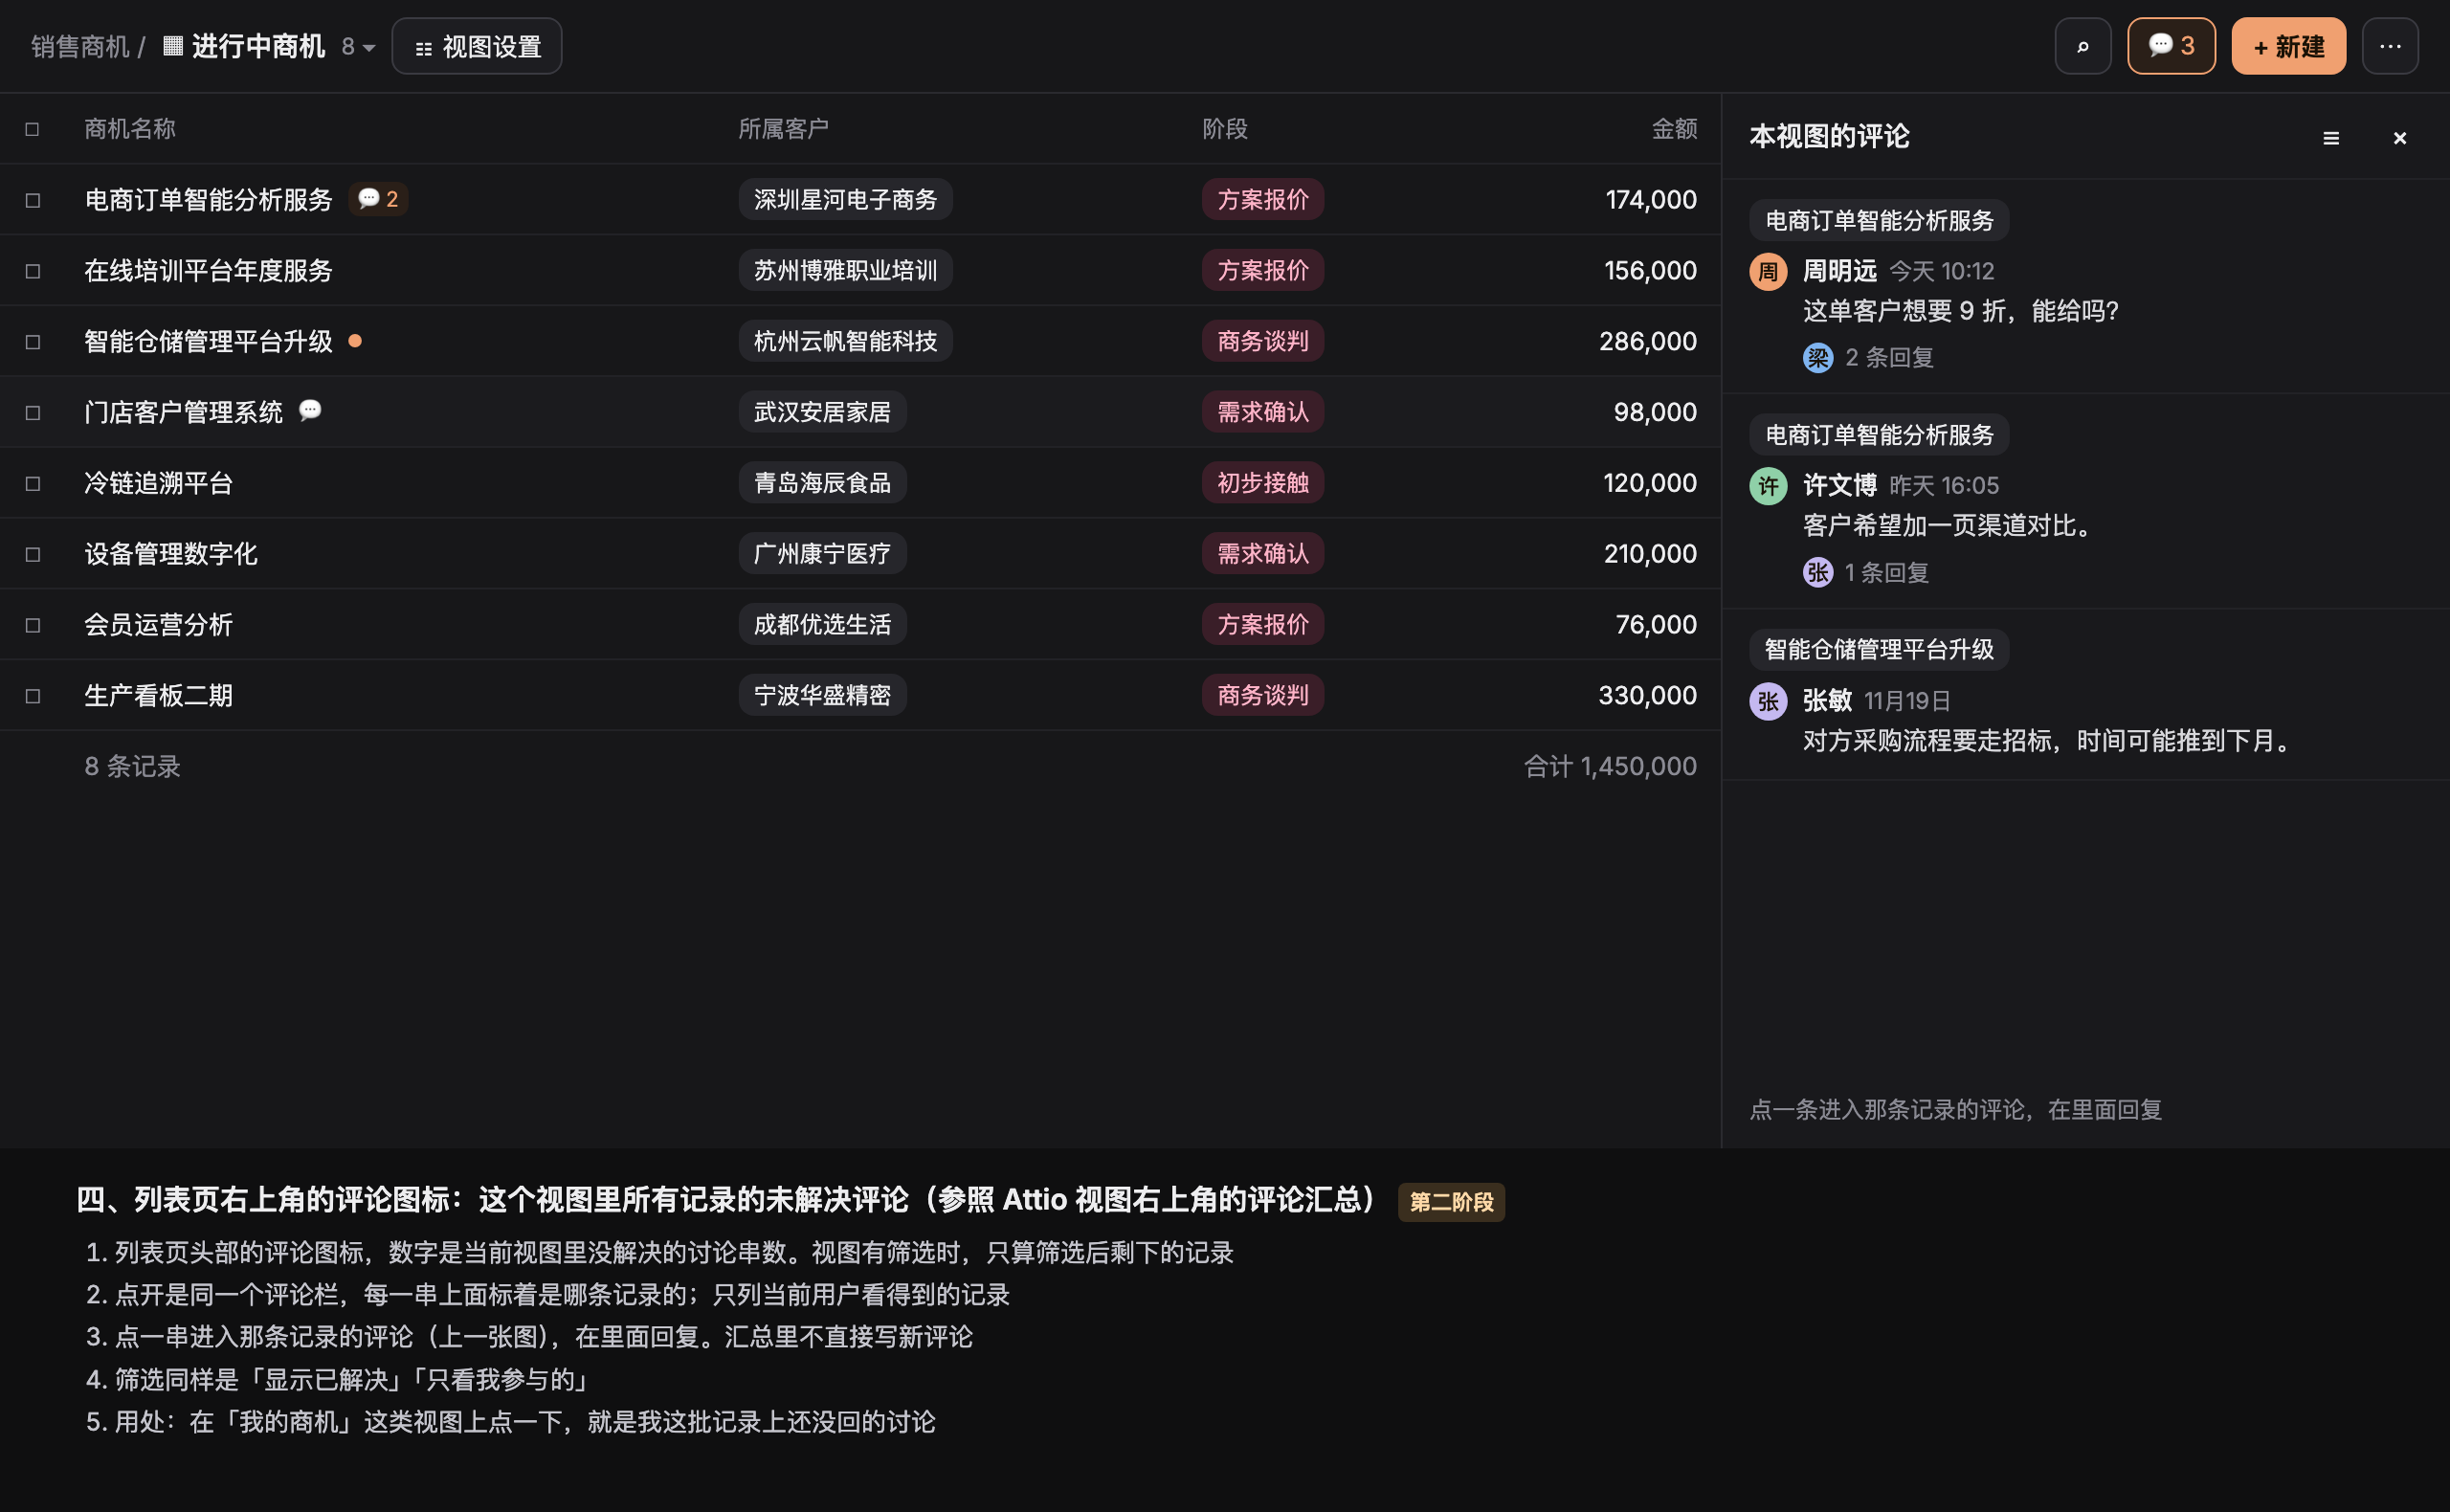 销售商机 / 进行中商机 8 视图设置
3 + 新建 ···
商机名称 所属客户 阶段 金额
电商订单智能分析服务 2 深圳星河电子商务 方案报价 174,000
在线培训平台年度服务 苏州博雅职业培训 方案报价 156,000
智能仓储管理平台升级 杭州云帆智能科技 商务谈判 286,000
门店客户管理系统 武汉安居家居 需求确认 98,000
冷链追溯平台 青岛海辰食品 初步接触 120,000
设备管理数字化 广州康宁医疗 需求确认 210,000
会员运营分析 成都优选生活 方案报价 76,000
生产看板二期 宁波华盛精密 商务谈判 330,000
8 条记录 合计 1,450,000
本视图的评论
电商订单智能分析服务
周 周明远 今天 10:12
这单客户想要 9 折，能给吗？
梁 2 条回复
电商订单智能分析服务
许 许文博 昨天 16:05
客户希望加一页渠道对比。
张 1 条回复
智能仓储管理平台升级
张 张敏 11月19日
对方采购流程要走招标，时间可能推到下月。
点一条进入那条记录的评论，在里面回复
四、列表页右上角的评论图标：这个视图里所有记录的未解决评论（参照 Attio 视图右上角的评论汇总） 第二阶段
1. 列表页头部的评论图标，数字是当前视图里没解决的讨论串数。视图有筛选时，只算筛选后剩下的记录
2. 点开是同一个评论栏，每一串上面标着是哪条记录的；只列当前用户看得到的记录
3. 点一串进入那条记录的评论（上一张图），在里面回复。汇总里不直接写新评论
4. 筛选同样是「显示已解决」「只看我参与的」
5. 用处：在「我的商机」这类视图上点一下，就是我这批记录上还没回的讨论